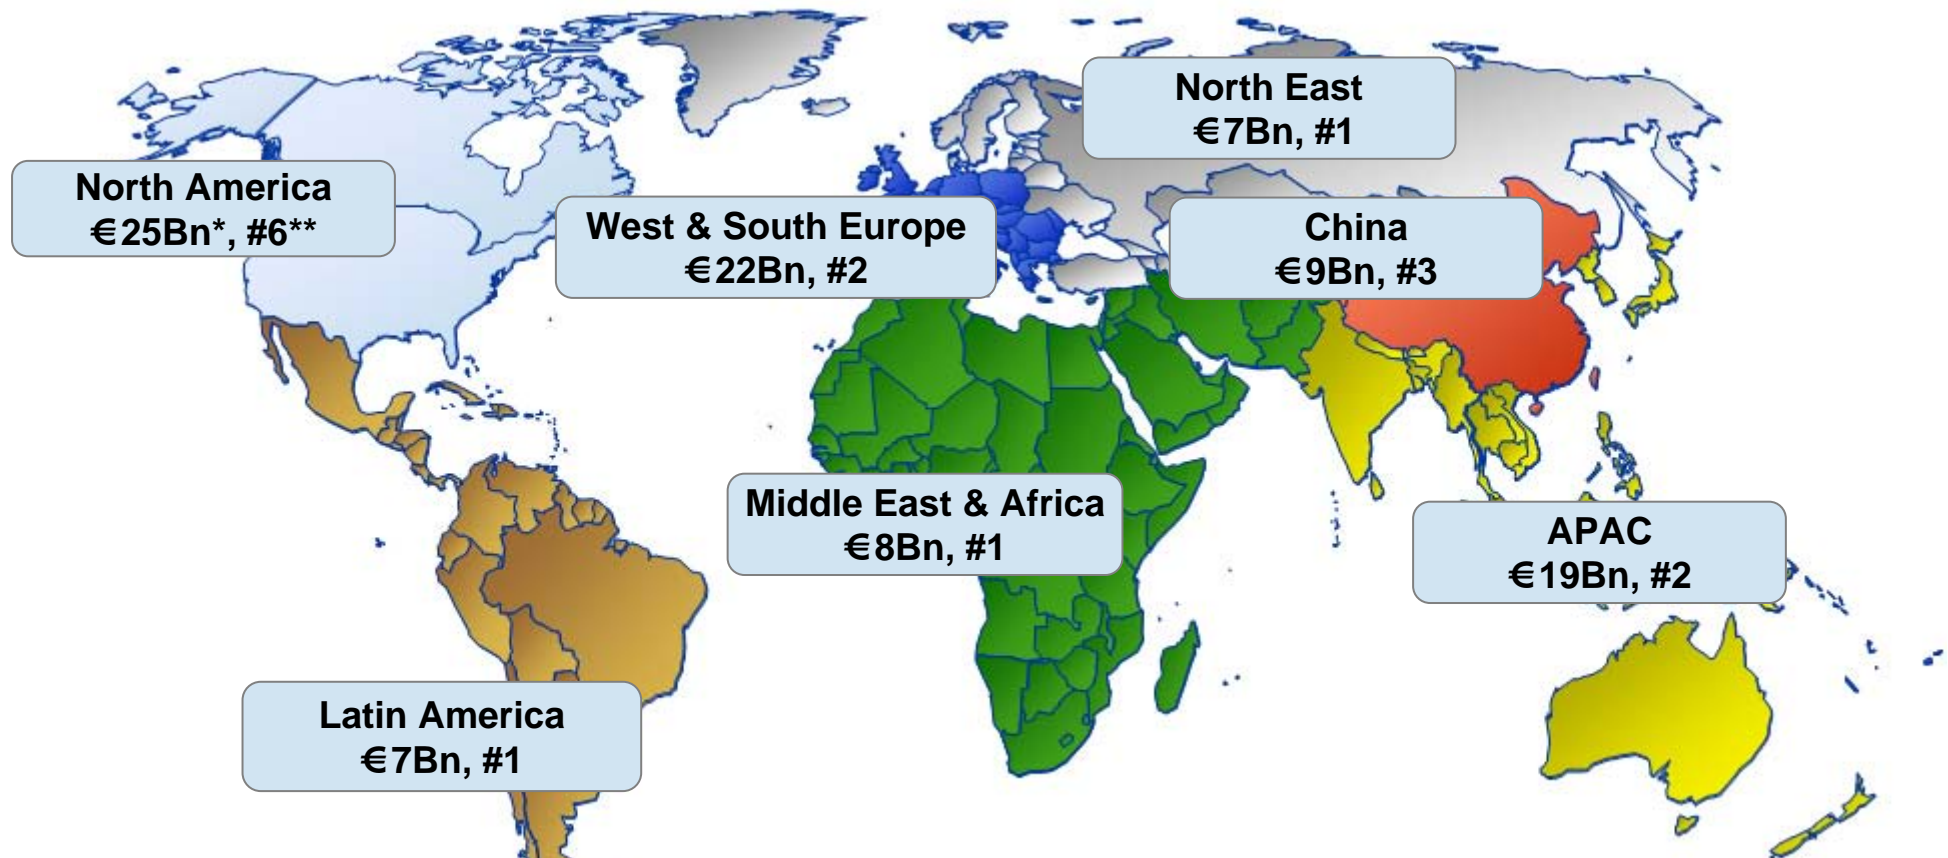 North East
€7Bn, #1
North America
€25Bn*, #6**
West & South Europe
€22Bn, #2
China
€9Bn, #3
Middle East & Africa
€8Bn, #1
APAC
€19Bn, #2
Latin America
€7Bn, #1